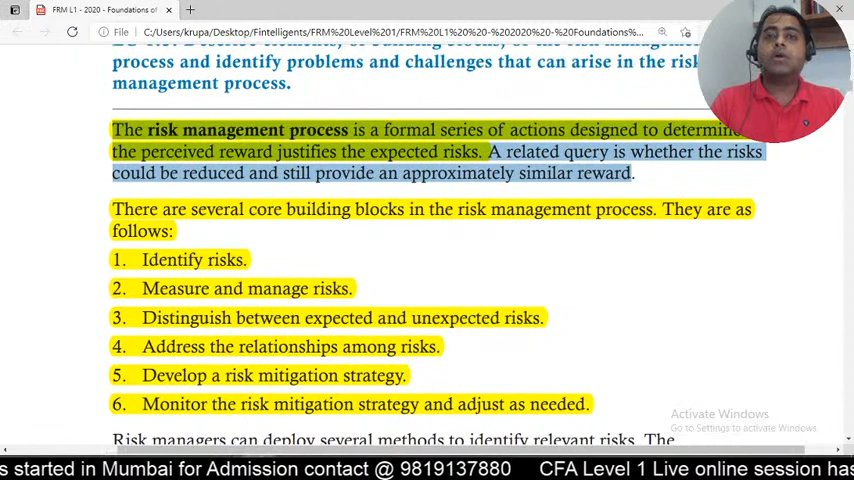 FRM L1 - 2020 - Foundations of
File
C:/Users/krupa/Desktop/Fintelligents/FRM%20Level%201/FRM%20L1%20-%202020%20-%20Foundations%...
process and identify problems and challenges that can arise in the risk
management process.
The risk management process is a formal series of actions designed to determine
the perceived reward justifies the expected risks. A related query is whether the risks
could be reduced and still provide an approximately similar reward.
There are several core building blocks in the risk management process. They are as
follows:
1. Identify risks.
2. Measure and manage risks.
3. Distinguish between expected and unexpected risks.
4. Address the relationships among risks.
5. Develop a risk mitigation strategy.
6. Monitor the risk mitigation strategy and adjust as needed.
Activate Windows
Go to Settings to activate Windows.
Risk managers can deploy several methods to identify relevant risks. The
s started in Mumbai for Admission contact @ 9819137880 CFA Level 1 Live online session has